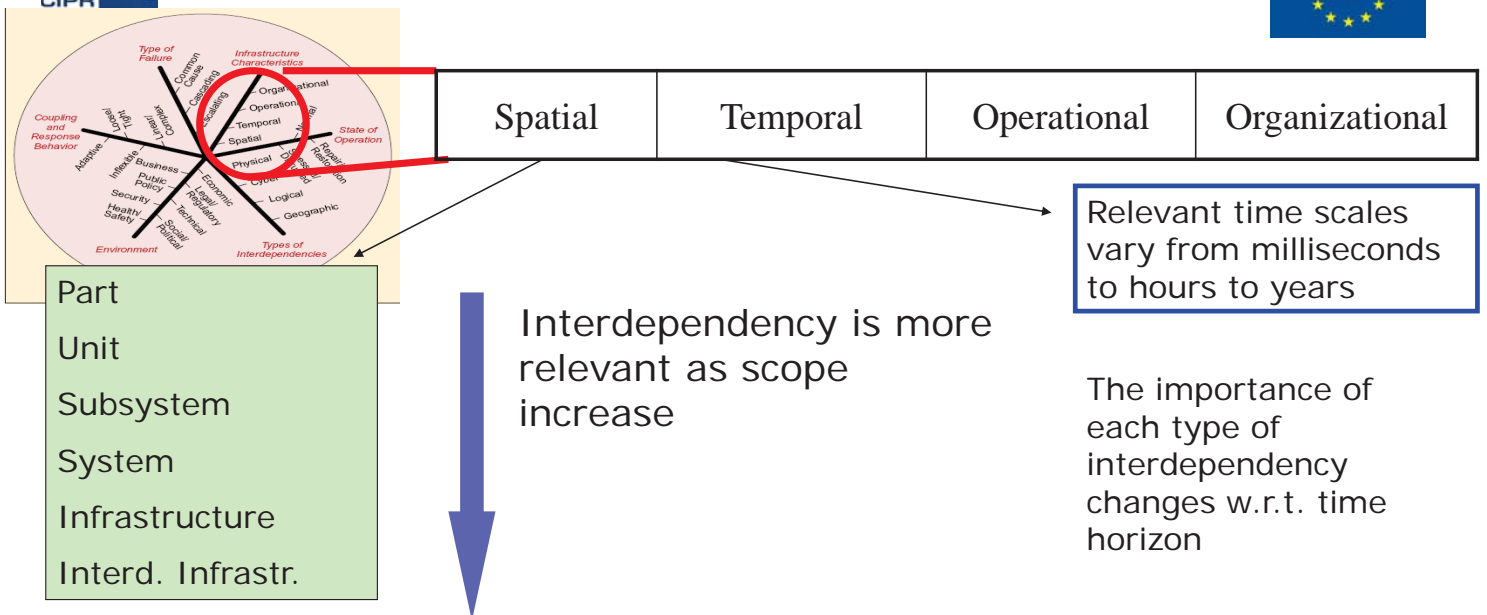 CIPR
Type of
Failure
Infrastructure
Characteristics
Common
Cause
Cascading
Escalating
Organizational
Operational
Temporal
Spatial
Coupling
and
Response
Behavior
Loose/
Tight
Linear/
Complex
Adaptive
Inflexible
State of
Operation
Normal
Repair/
Restoration
Stressed/
Disrupted
Physical
Cyber
Logical
Geographic
Types of
Interdependencies
Business
Public
Policy
Security
Health/
Safety
Economic
Legal/
Regulatory
Technical
Social/
Political
Environment
Spatial
Temporal
Operational
Organizational
Part
Unit
Subsystem
System
Infrastructure
Interd. Infrastr.
Interdependency is more
relevant as scope
increase
Relevant time scales
vary from milliseconds
to hours to years
The importance of
each type of
interdependency
changes w.r.t. time
horizon